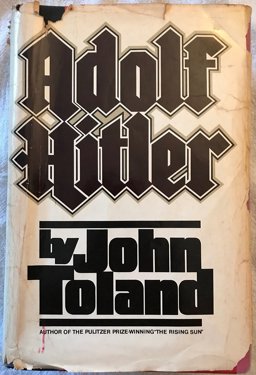 Adolf
Hitler
by John
Toland
AUTHOR OF THE PULITZER PRIZE-WINNING "THE RISING SUN"